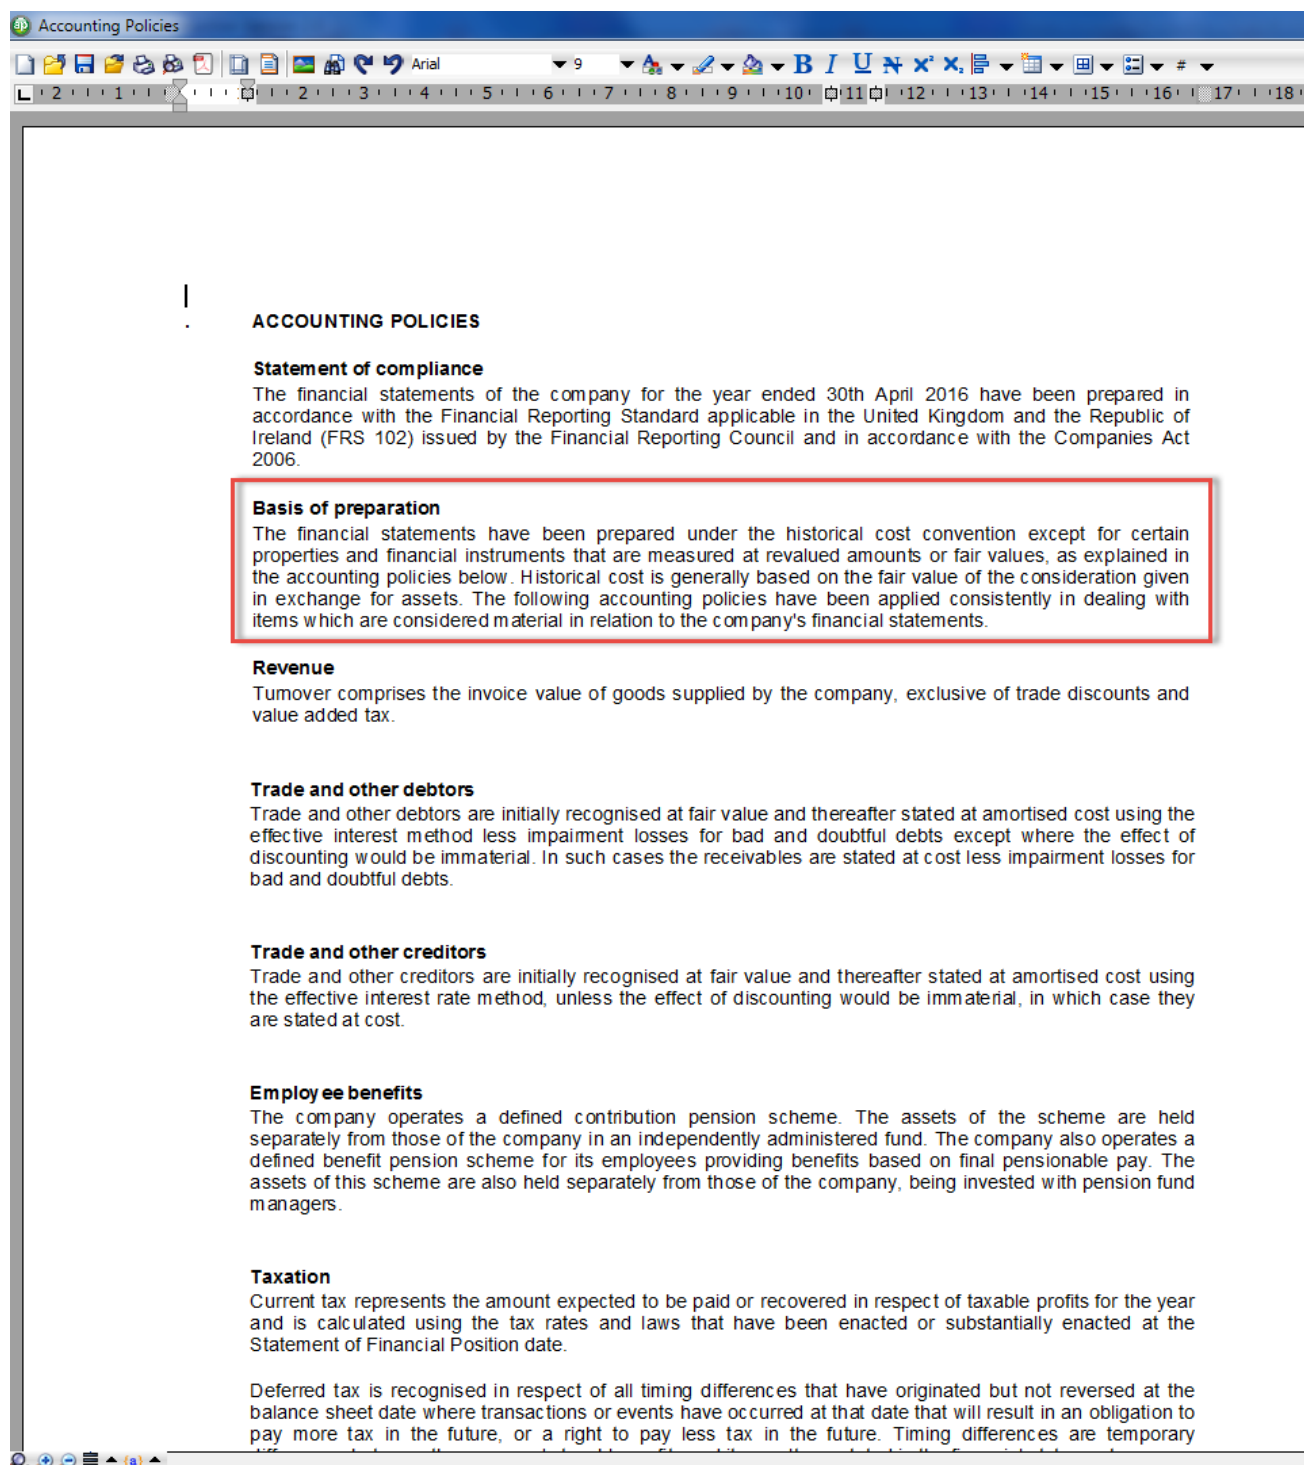 Accounting Policies
Arial 9 B I U N x² x₂ #
L 2 1 1 2 3 4 5 6 7 8 9 10 11 12 13 14 15 16 17 18
. ACCOUNTING POLICIES
Statement of compliance
The financial statements of the company for the year ended 30th April 2016 have been prepared in
accordance with the Financial Reporting Standard applicable in the United Kingdom and the Republic of
Ireland (FRS 102) issued by the Financial Reporting Council and in accordance with the Companies Act
2006.
Basis of preparation
The financial statements have been prepared under the historical cost convention except for certain
properties and financial instruments that are measured at revalued amounts or fair values, as explained in
the accounting policies below. Historical cost is generally based on the fair value of the consideration given
in exchange for assets. The following accounting policies have been applied consistently in dealing with
items which are considered material in relation to the company's financial statements.
Revenue
Turnover comprises the invoice value of goods supplied by the company, exclusive of trade discounts and
value added tax.
Trade and other debtors
Trade and other debtors are initially recognised at fair value and thereafter stated at amortised cost using the
effective interest method less impairment losses for bad and doubtful debts except where the effect of
discounting would be immaterial. In such cases the receivables are stated at cost less impairment losses for
bad and doubtful debts.
Trade and other creditors
Trade and other creditors are initially recognised at fair value and thereafter stated at amortised cost using
the effective interest rate method, unless the effect of discounting would be immaterial, in which case they
are stated at cost.
Employee benefits
The company operates a defined contribution pension scheme. The assets of the scheme are held
separately from those of the company in an independently administered fund. The company also operates a
defined benefit pension scheme for its employees providing benefits based on final pensionable pay. The
assets of this scheme are also held separately from those of the company, being invested with pension fund
managers.
Taxation
Current tax represents the amount expected to be paid or recovered in respect of taxable profits for the year
and is calculated using the tax rates and laws that have been enacted or substantially enacted at the
Statement of Financial Position date.
Deferred tax is recognised in respect of all timing differences that have originated but not reversed at the
balance sheet date where transactions or events have occurred at that date that will result in an obligation to
pay more tax in the future, or a right to pay less tax in the future. Timing differences are temporary
{a}